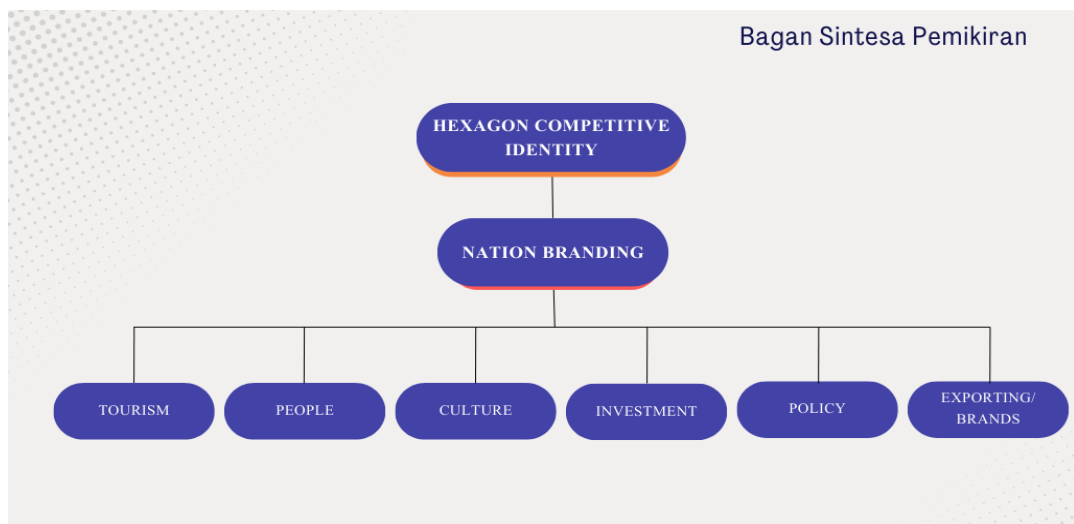 Bagan Sintesa Pemikiran
HEXAGON COMPETITIVE
IDENTITY
NATION BRANDING
TOURISM
PEOPLE
CULTURE
INVESTMENT
POLICY
EXPORTING/
BRANDS